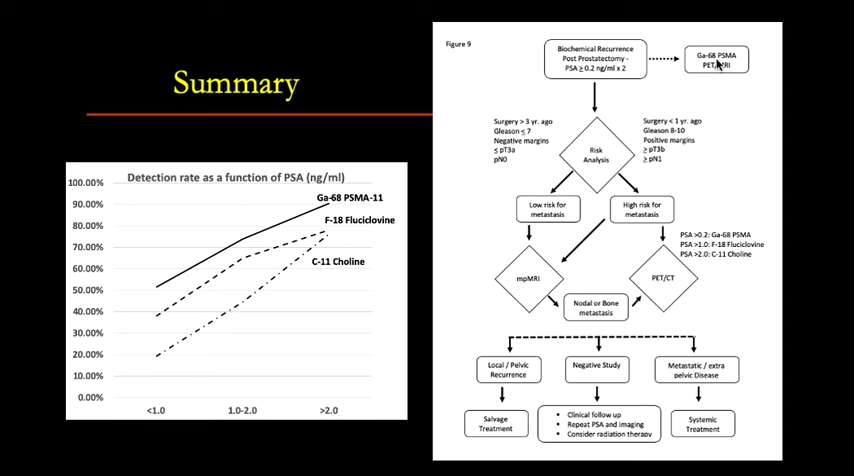 Summary
Detection rate as a function of PSA (ng/ml)
100.00%
90.00%
80.00%
70.00%
60.00%
50.00%
40.00%
30.00%
20.00%
10.00%
0.00%
<1.0
1.0-2.0
>2.0
Ga-68 PSMA-11
F-18 Fluciclovine
C-11 Choline
Figure 9
Biochemical Recurrence
Post Prostatectomy -
PSA ≥ 0.2 ng/ml x 2
Ga-68 PSMA
PET/MRI
Surgery > 3 yr. ago
Gleason ≤ 7
Negative margins
≤ pT3a
pN0
Risk
Analysis
Surgery < 1 yr. ago
Gleason 8-10
Positive margins
≥ pT3b
≥ pN1
Low risk for
metastasis
High risk for
metastasis
PSA >0.2: Ga-68 PSMA
PSA >1.0: F-18 Fluciclovine
PSA >2.0: C-11 Choline
mpMRI
PET/CT
Nodal or Bone
metastasis
Local / Pelvic
Recurrence
Negative Study
Metastatic / extra
pelvic Disease
Salvage
Treatment
• Clinical follow up
• Repeat PSA and imaging
• Consider radiation therapy
Systemic
Treatment